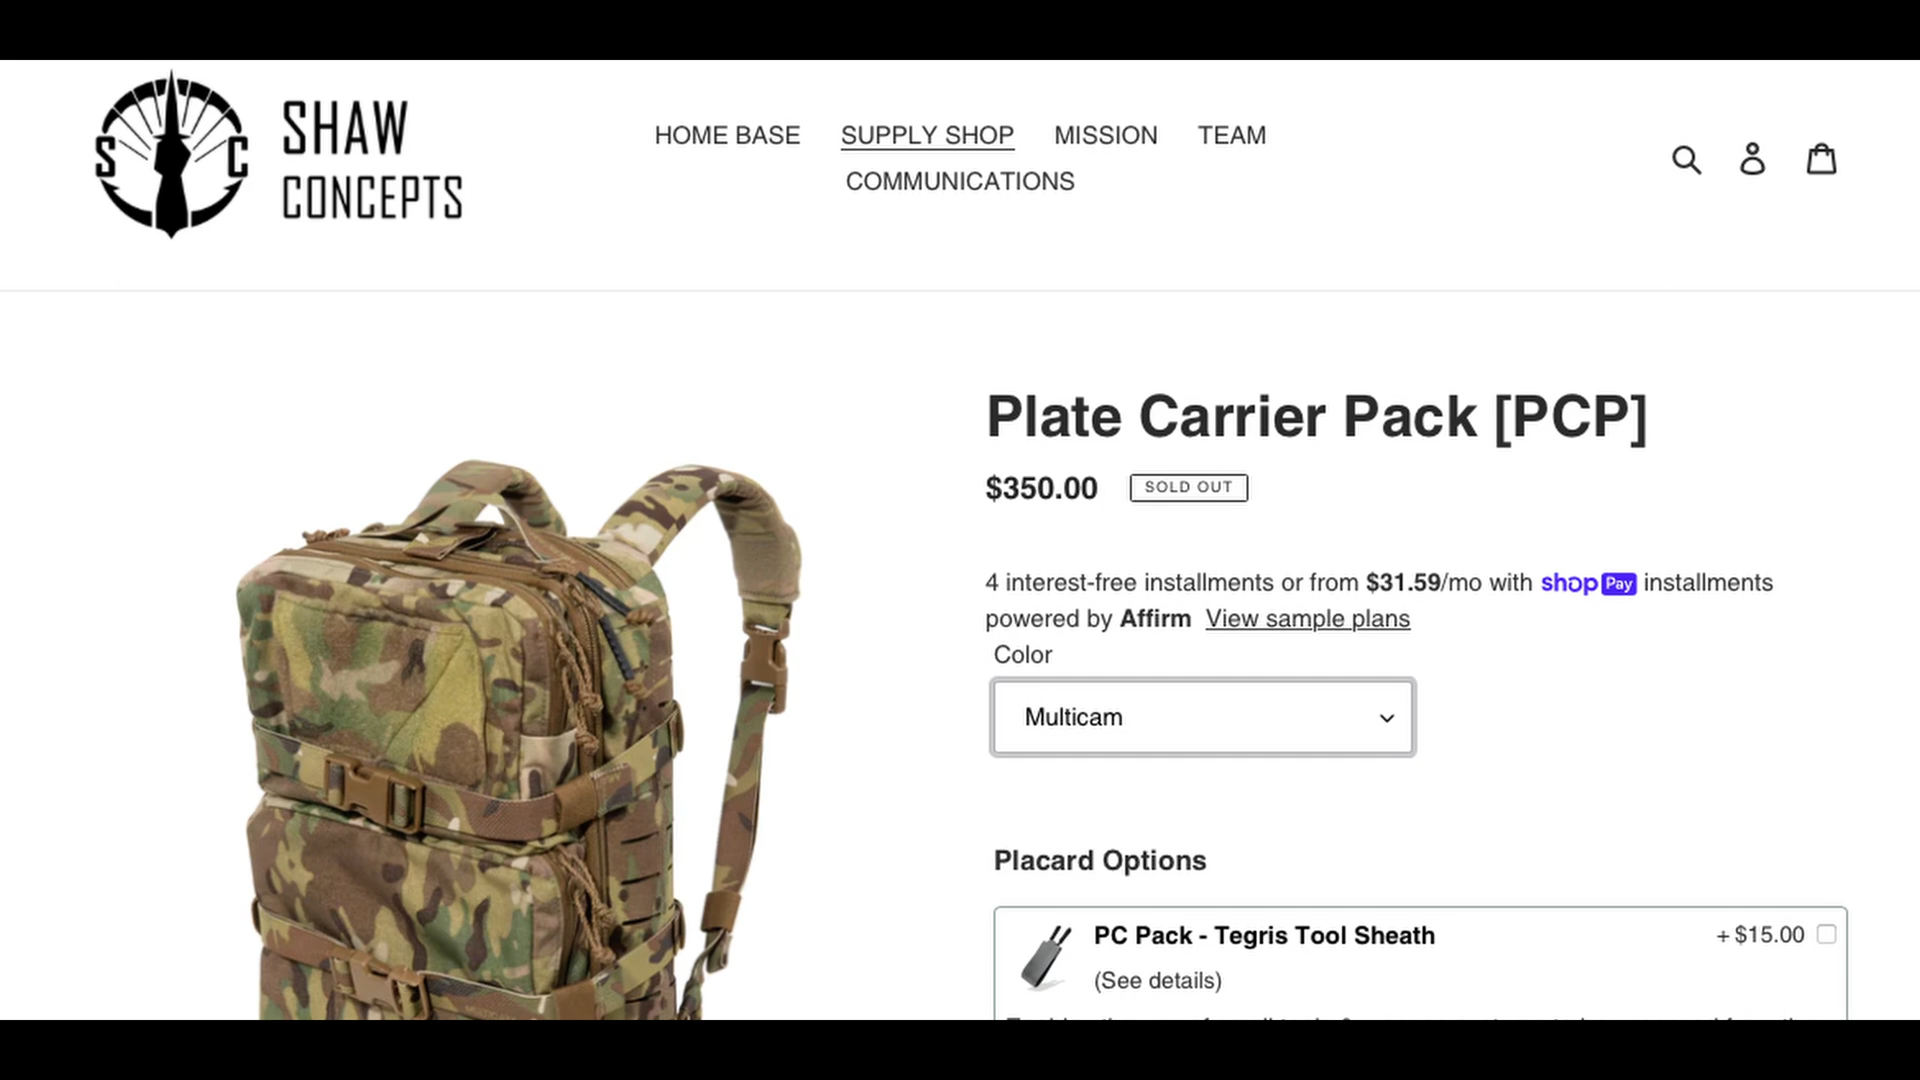 S C
SHAW
CONCEPTS
HOME BASE SUPPLY SHOP MISSION TEAM
COMMUNICATIONS
Plate Carrier Pack [PCP]
$350.00 SOLD OUT
4 interest-free installments or from $31.59/mo with shop Pay installments
powered by Affirm View sample plans
Color
Multicam
Placard Options
PC Pack - Tegris Tool Sheath +$15.00
(See details)